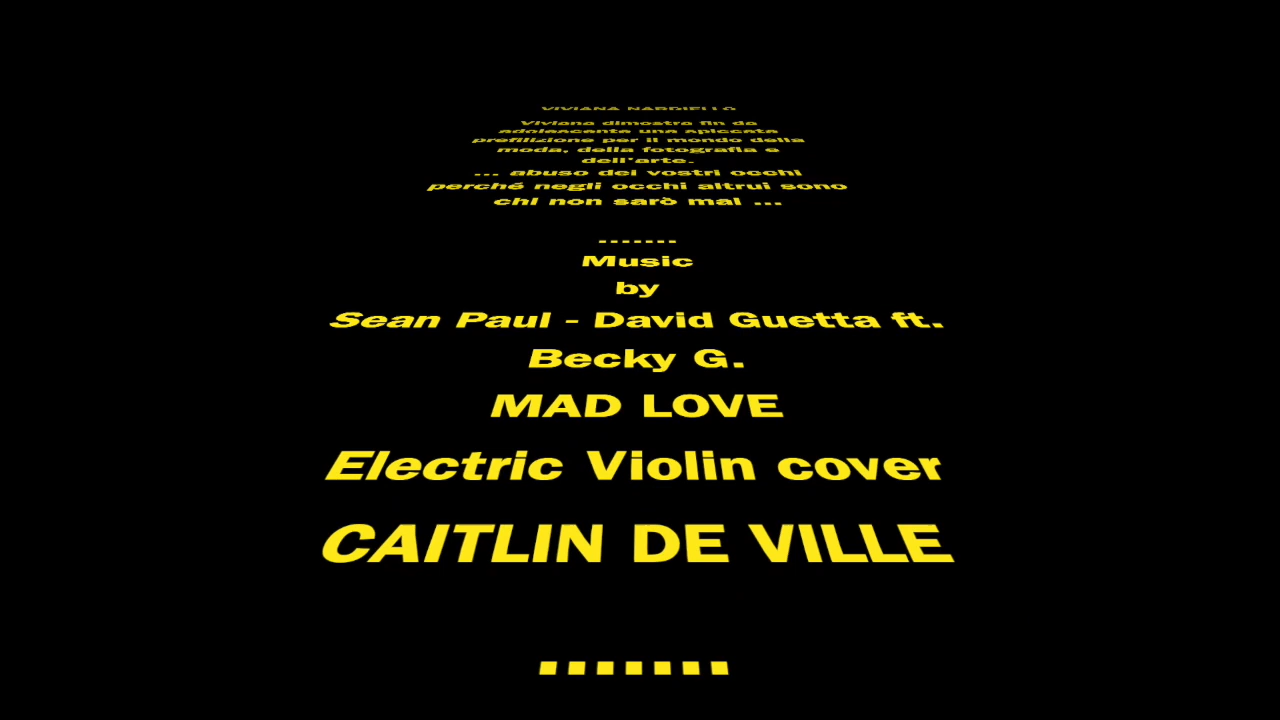 VIVIANA NARDIELLO
Viviana dimostra fin da
adolescente una spiccata
prefilizione per il mondo della
moda, della fotografia e
dell'arte.
... abuso dei vostri occhi
perché negli occhi altrui sono
chi non sarò mai ...
-------
Music
by
Sean Paul - David Guetta ft.
Becky G.
MAD LOVE
Electric Violin cover
CAITLIN DE VILLE
.......